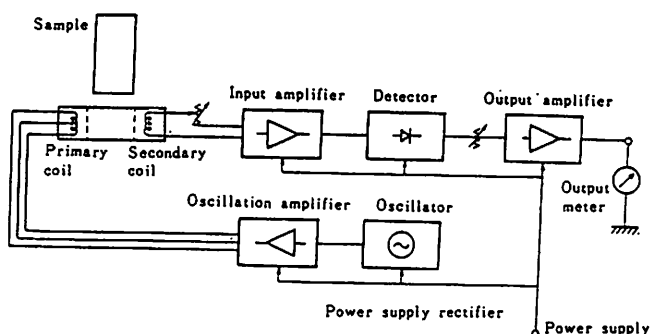 Sample
Input amplifier
Detector
Output amplifier
Primary
coil
Secondary
coil
Output
meter
Oscillation amplifier
Oscillator
Power supply rectifier
Power supply